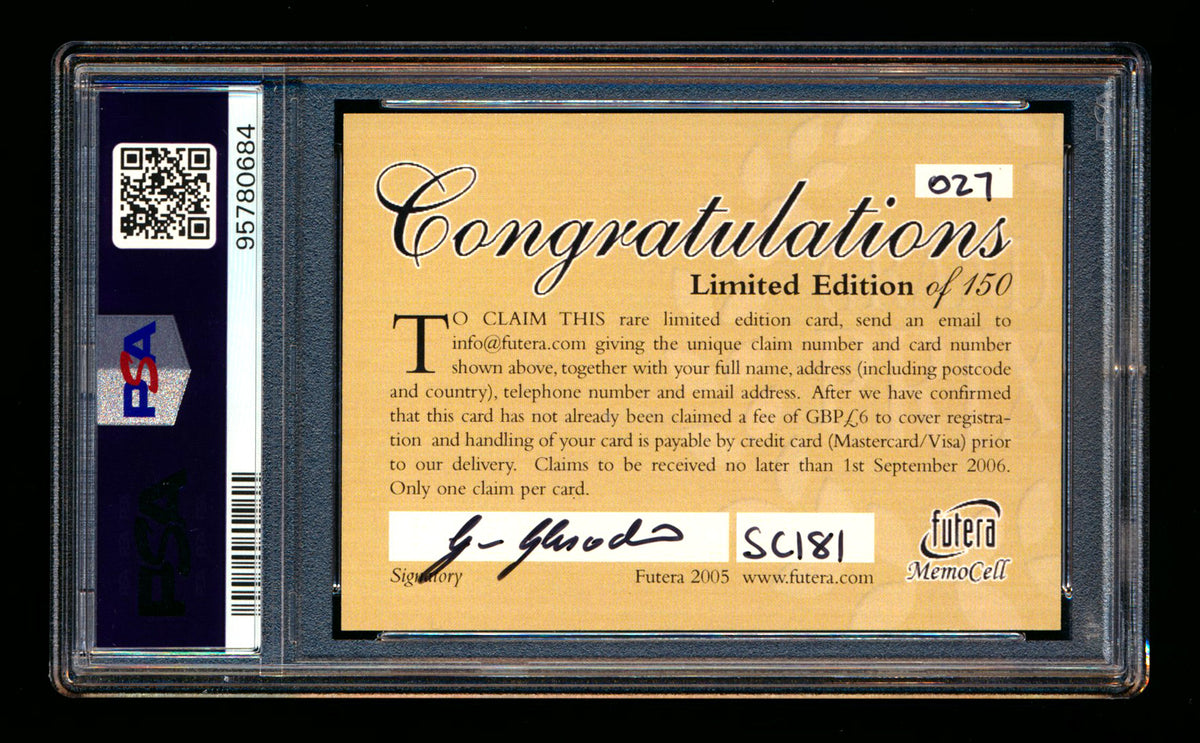 95780684
PSA
PSA
027
Congratulations
Limited Edition of 150
TO CLAIM THIS rare limited edition card, send an email to
info@futera.com giving the unique claim number and card number
shown above, together with your full name, address (including postcode
and country), telephone number and email address. After we have confirmed
that this card has not already been claimed a fee of GBP£6 to cover registra-
tion and handling of your card is payable by credit card (Mastercard/Visa) prior
to our delivery. Claims to be received no later than 1st September 2006.
Only one claim per card.
SC181
Signatory Futera 2005 www.futera.com
futera
MemoCell